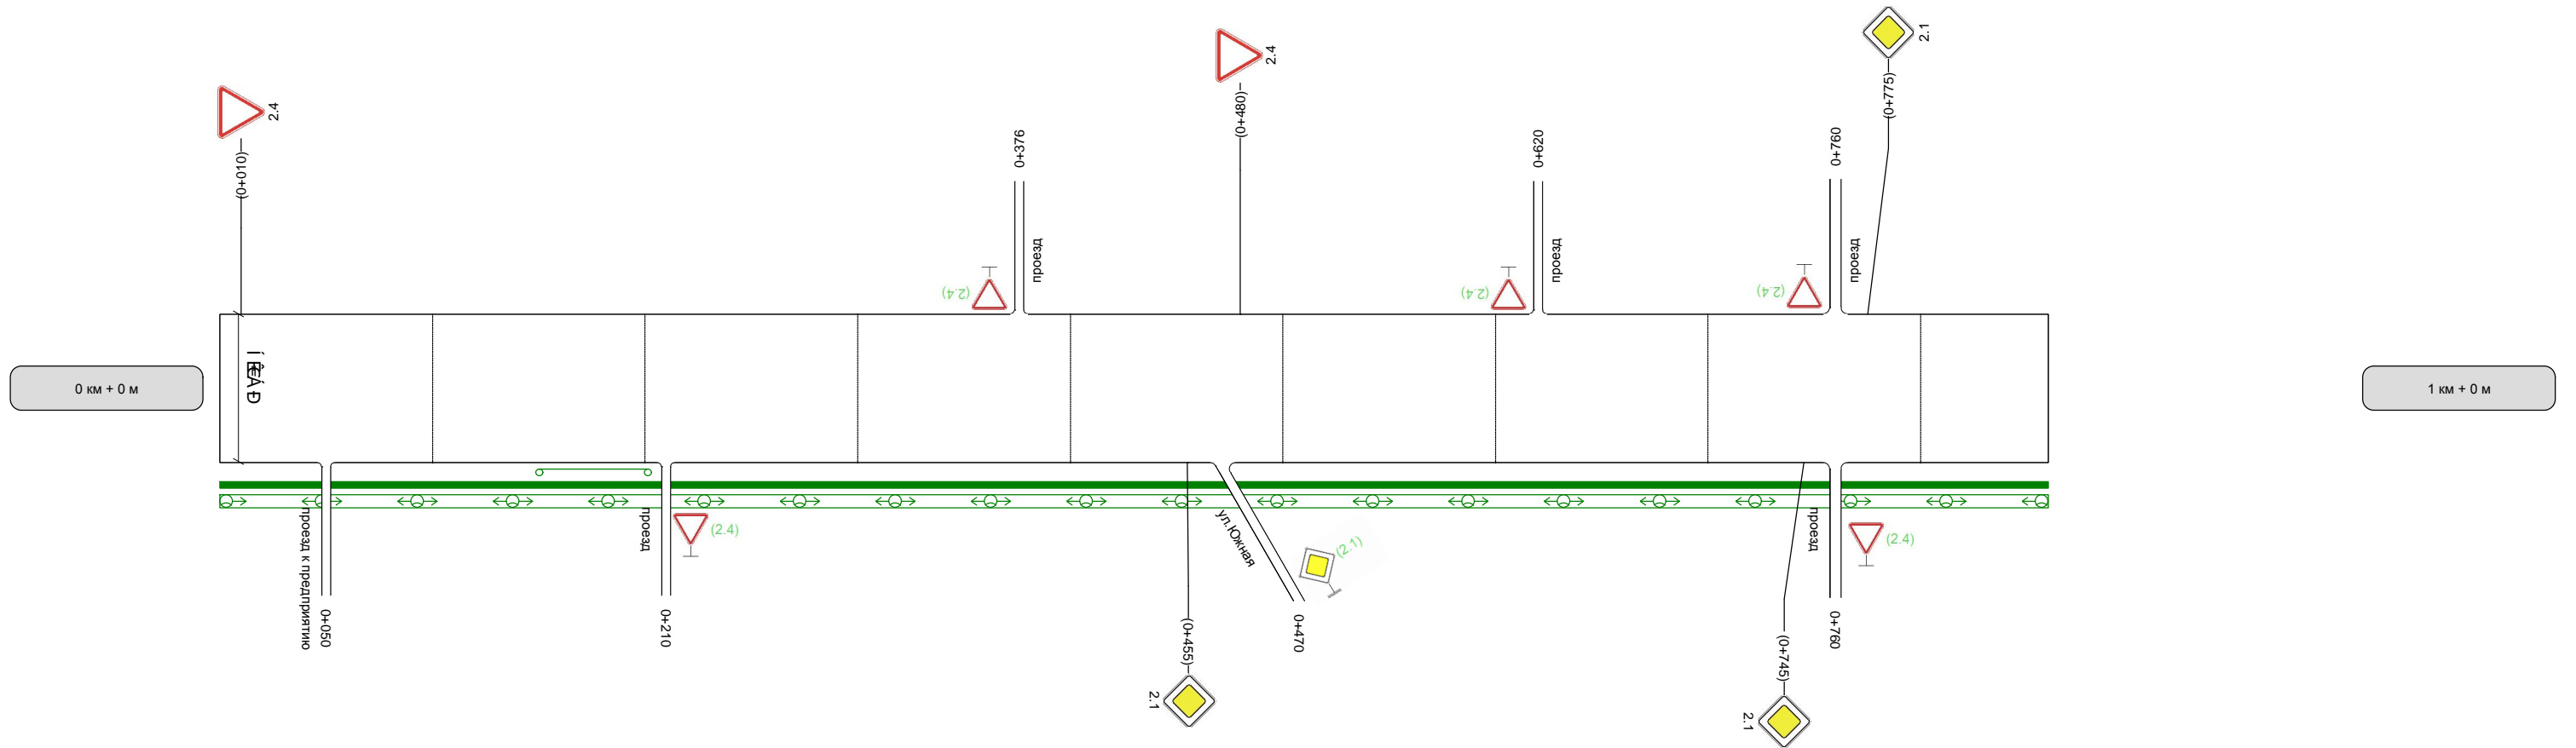 2.1
2.4
2.4
(0+775)
(0+480)
(0+010)
0+376
0+620
0+760
проезд
проезд
проезд
(2.4)
(2.4)
(2.4)
0 км + 0 м
1 км + 0 м
проезд к предприятию
0+050
проезд
0+210
(2.4)
ул.Южная
0+470
(2.1)
проезд
0+760
(2.4)
(0+455)
2.1
(0+745)
2.1